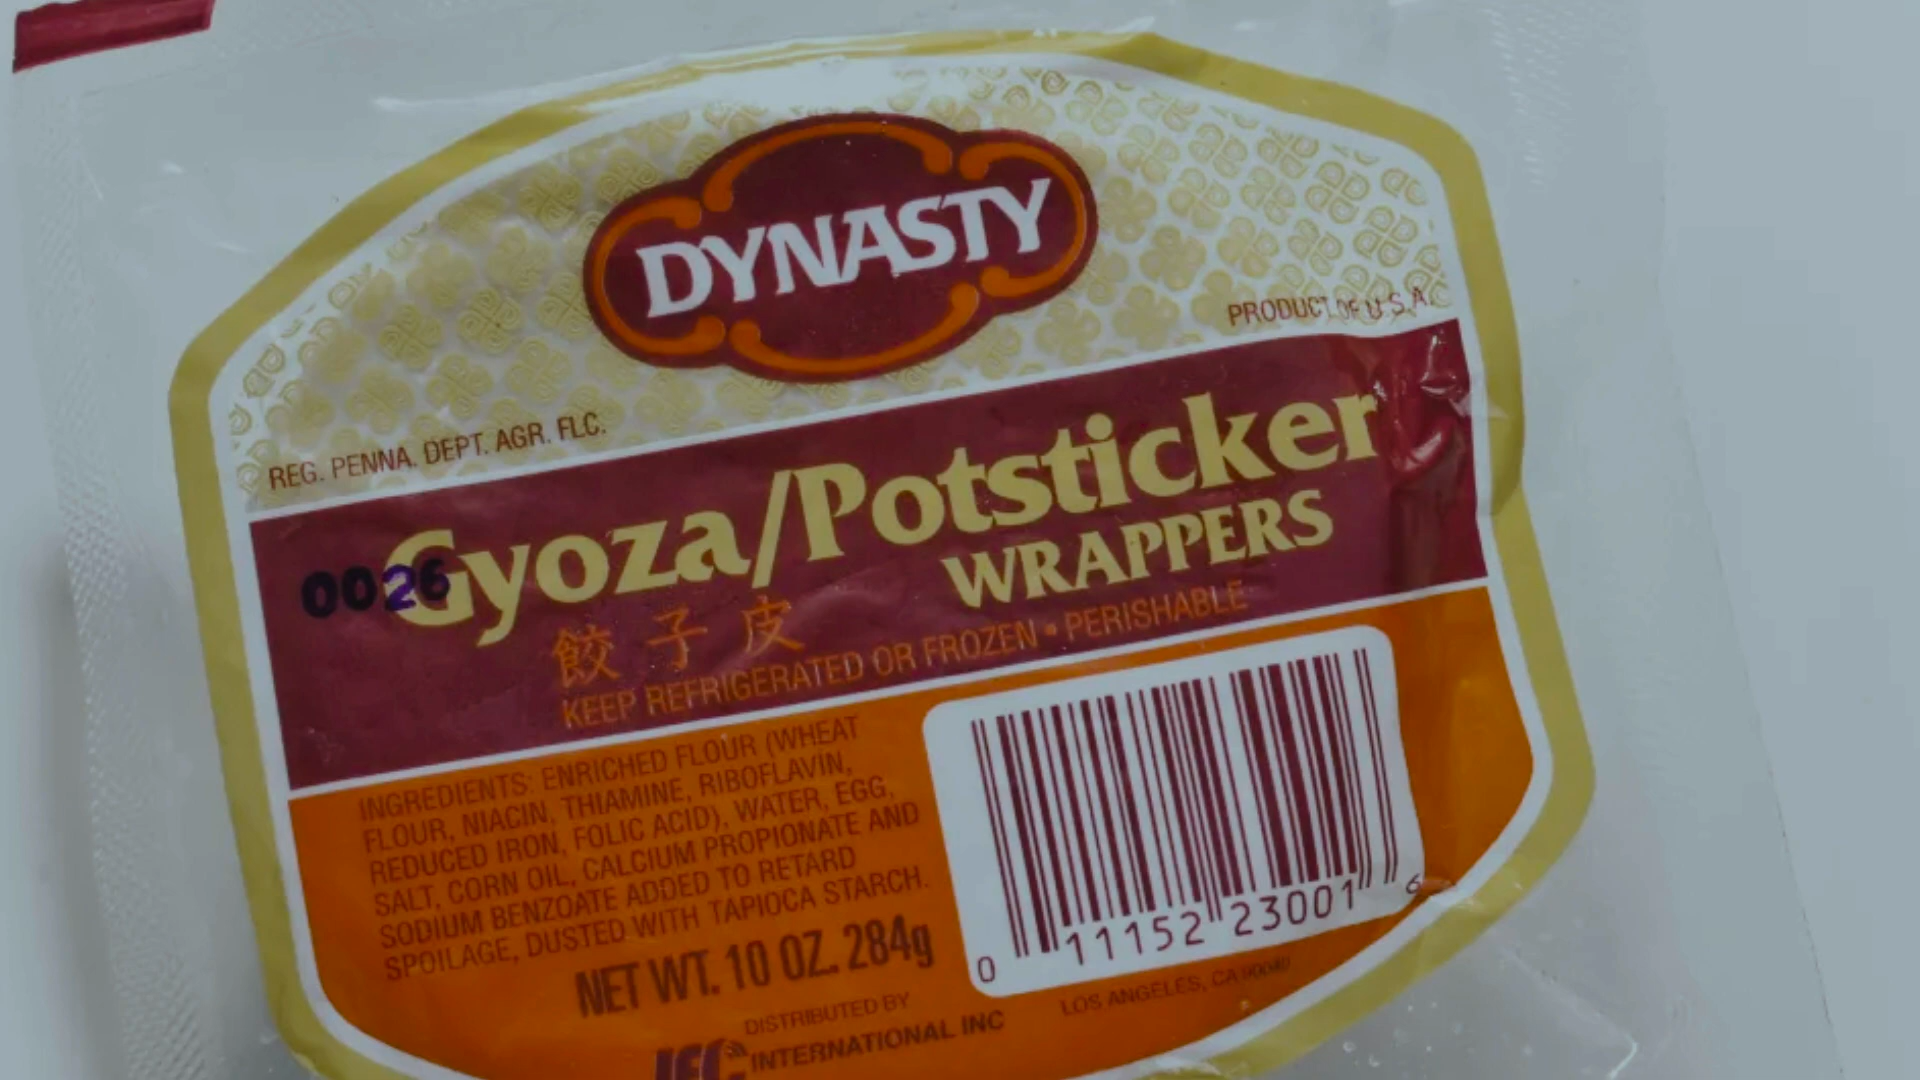 DYNASTY
PRODUCT OF U.S.A.
REG. PENNA. DEPT. AGR. FLC.
Gyoza/Potsticker
WRAPPERS
0026
餃子皮
KEEP REFRIGERATED OR FROZEN • PERISHABLE
INGREDIENTS: ENRICHED FLOUR (WHEAT
FLOUR, NIACIN, THIAMINE, RIBOFLAVIN,
REDUCED IRON, FOLIC ACID), WATER, EGG,
SALT, CORN OIL, CALCIUM PROPIONATE AND
SODIUM BENZOATE ADDED TO RETARD
SPOILAGE, DUSTED WITH TAPIOCA STARCH.
NET WT. 10 OZ. 284g
0 11152 23001 6
DISTRIBUTED BY
JFC INTERNATIONAL INC
LOS ANGELES, CA 90040